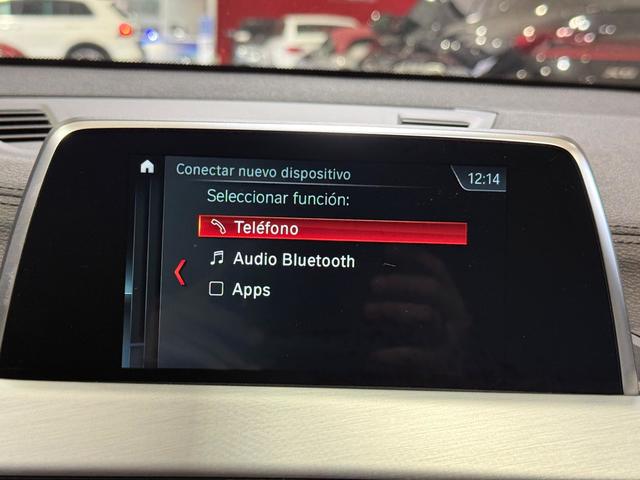 Conectar nuevo dispositivo
12:14
Seleccionar función:
Teléfono
Audio Bluetooth
Apps